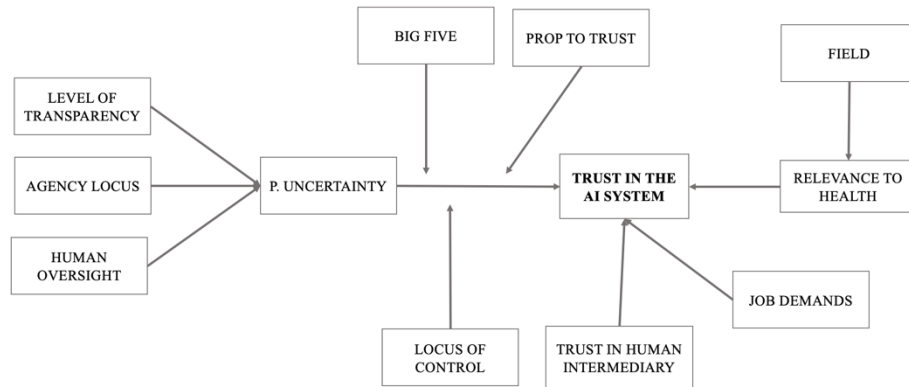 BIG FIVE
PROP TO TRUST
FIELD
LEVEL OF
TRANSPARENCY
AGENCY LOCUS
P. UNCERTAINTY
TRUST IN THE
AI SYSTEM
RELEVANCE TO
HEALTH
HUMAN
OVERSIGHT
JOB DEMANDS
LOCUS OF
CONTROL
TRUST IN HUMAN
INTERMEDIARY